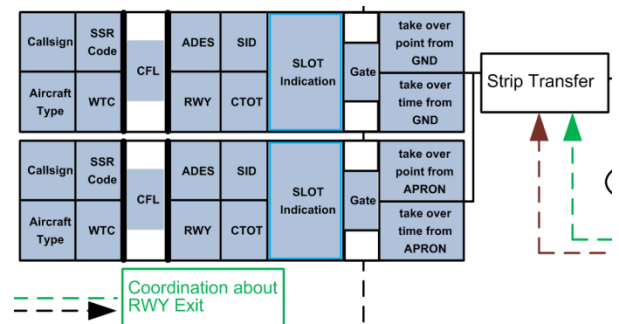 Callsign
SSR
Code
CFL
ADES
SID
SLOT
Indication
Gate
take over
point from
GND
Aircraft
Type
WTC
RWY
CTOT
take over
time from
GND
Strip Transfer
Callsign
SSR
Code
CFL
ADES
SID
SLOT
Indication
Gate
take over
point from
APRON
Aircraft
Type
WTC
RWY
CTOT
take over
time from
APRON
Coordination about
RWY Exit